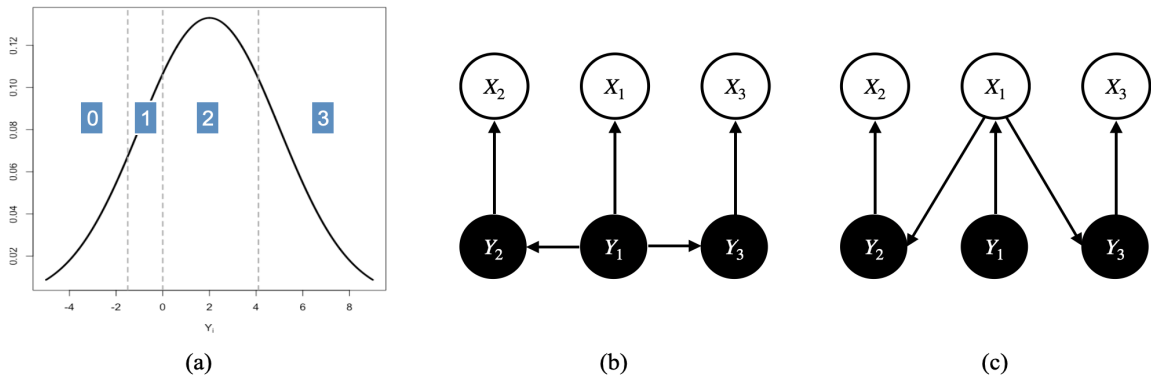 0.02 0.04 0.06 0.08 0.10 0.12
0 1 2 3
-4 -2 0 2 4 6 8
Yᵢ
(a)
X₂ X₁ X₃
Y₂ Y₁ Y₃
(b)
X₂ X₁ X₃
Y₂ Y₁ Y₃
(c)